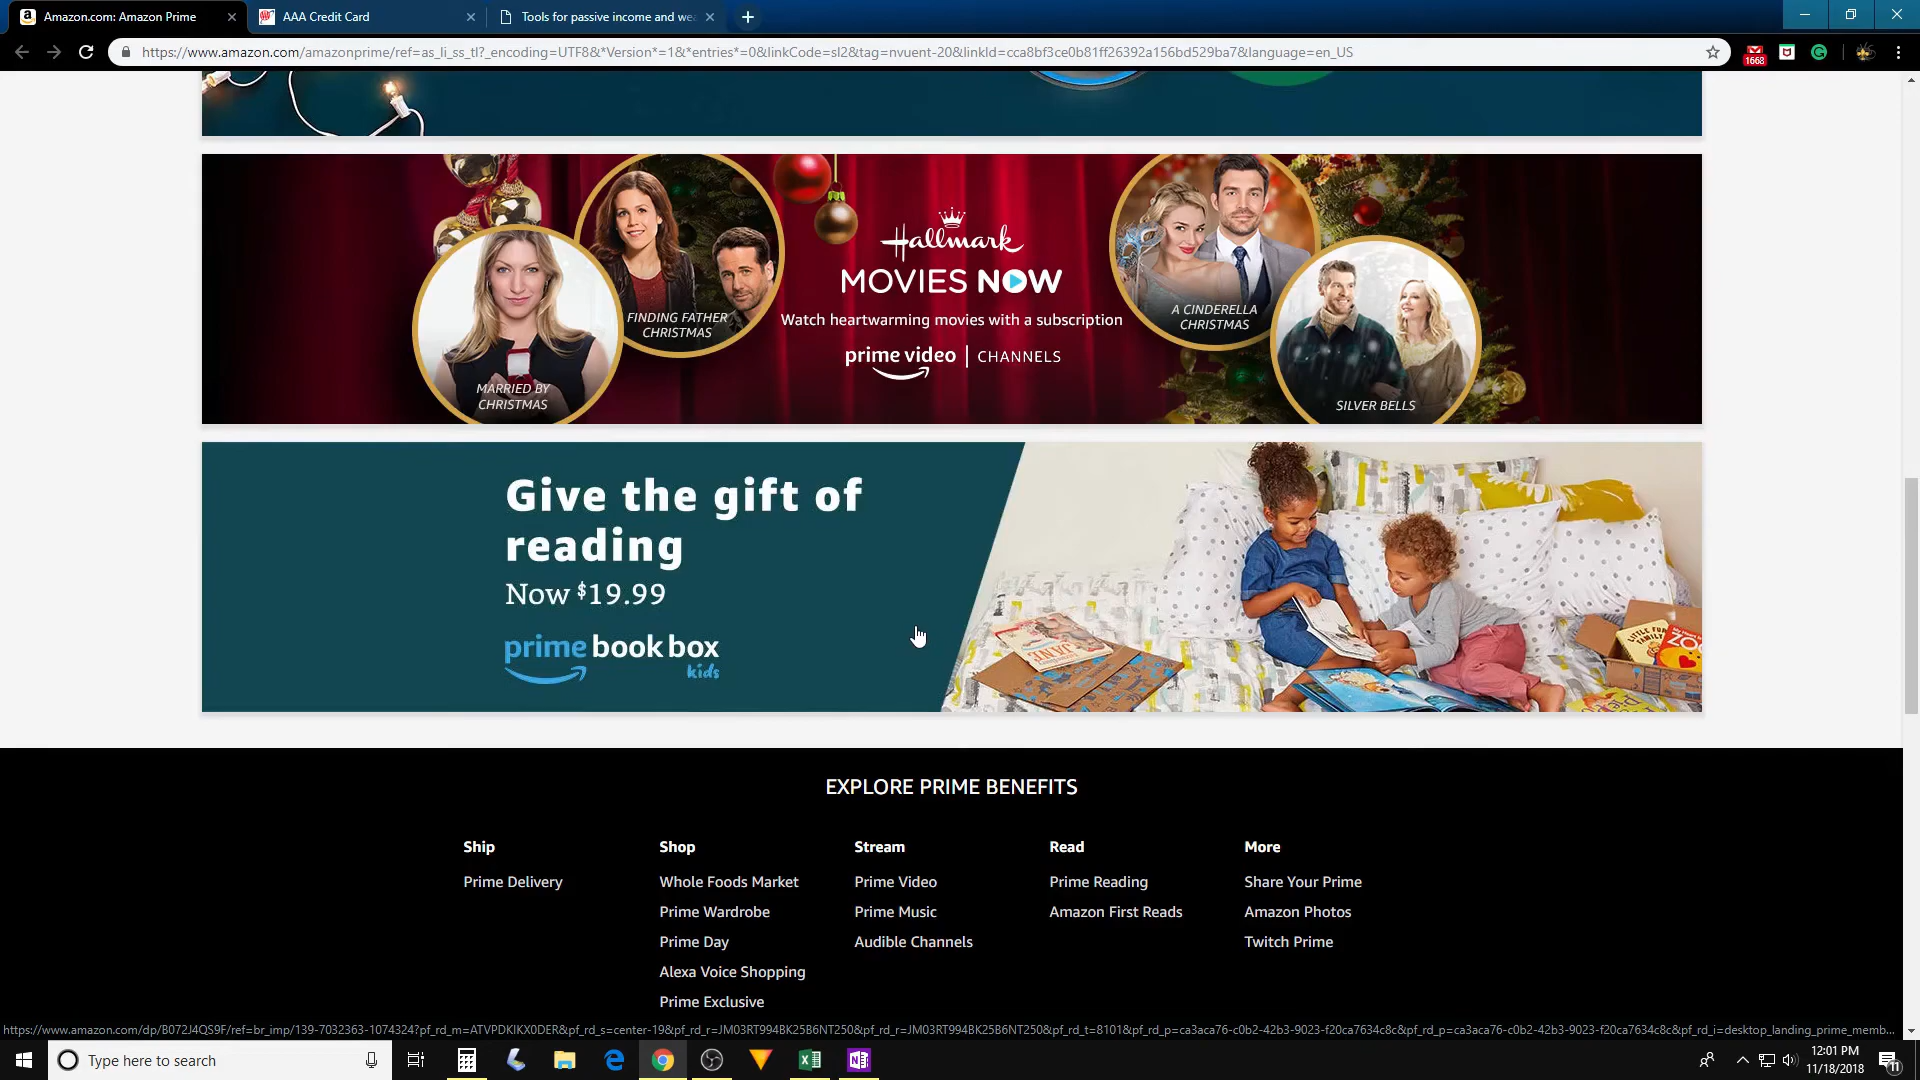 Amazon.com: Amazon Prime
AAA Credit Card
Tools for passive income and wea
https://www.amazon.com/amazonprime/ref=as_li_ss_tl?_encoding=UTF8&*Version*=1&*entries*=0&linkCode=sl2&tag=nvuent-20&linkId=cca8bf3ce0b81ff26392a156bd529ba7&language=en_US
1668
Hallmark
MOVIES NOW
Watch heartwarming movies with a subscription
prime video | CHANNELS
MARRIED BY
CHRISTMAS
FINDING FATHER
CHRISTMAS
A CINDERELLA
CHRISTMAS
SILVER BELLS
Give the gift of
reading
Now $19.99
prime book box
kids
EXPLORE PRIME BENEFITS
Ship
Prime Delivery
Shop
Whole Foods Market
Prime Wardrobe
Prime Day
Alexa Voice Shopping
Prime Exclusive
Stream
Prime Video
Prime Music
Audible Channels
Read
Prime Reading
Amazon First Reads
More
Share Your Prime
Amazon Photos
Twitch Prime
https://www.amazon.com/dp/B072J4QS9F/ref=br_imp/139-7032363-1074324?pf_rd_m=ATVPDKIKX0DER&pf_rd_s=center-19&pf_rd_r=JM03RT994BK25B6NT250&pf_rd_r=JM03RT994BK25B6NT250&pf_rd_t=8101&pf_rd_p=ca3aca76-c0b2-42b3-9023-f20ca7634c8c&pf_rd_p=ca3aca76-c0b2-42b3-9023-f20ca7634c8c&pf_rd_i=desktop_landing_prime_memb...
Type here to search
12:01 PM
11/18/2018
11